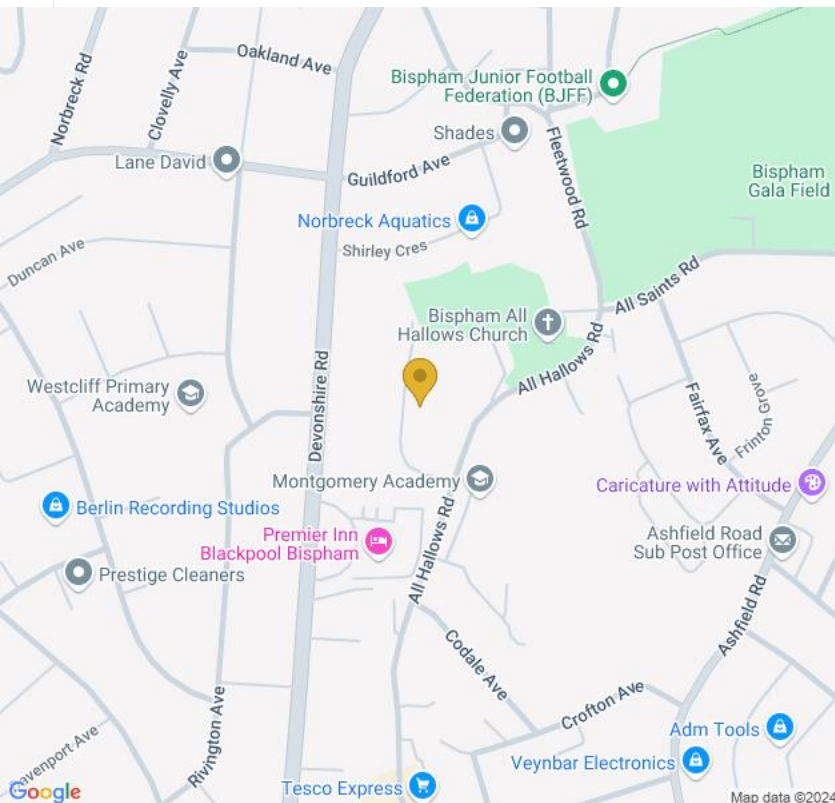 Oakland Ave
Norbreck Rd
Clovelly Ave
Bispham Junior Football
Federation (BJFF)
Shades
Fleetwood Rd
Lane David
Guildford Ave
Bispham
Gala Field
Norbreck Aquatics
Shirley Cres
Duncan Ave
All Saints Rd
Bispham All
Hallows Church
All Hallows Rd
Devonshire Rd
Westcliff Primary
Academy
Fairfax Ave
Frinton Grove
Montgomery Academy
Caricature with Attitude
Berlin Recording Studios
Premier Inn
Blackpool Bispham
Ashfield Road
Sub Post Office
Prestige Cleaners
All Hallows Rd
Ashfield Rd
Codale Ave
Crofton Ave
Rivington Ave
avenport Ave
Adm Tools
Veynbar Electronics
Tesco Express
Google
Map data ©2024